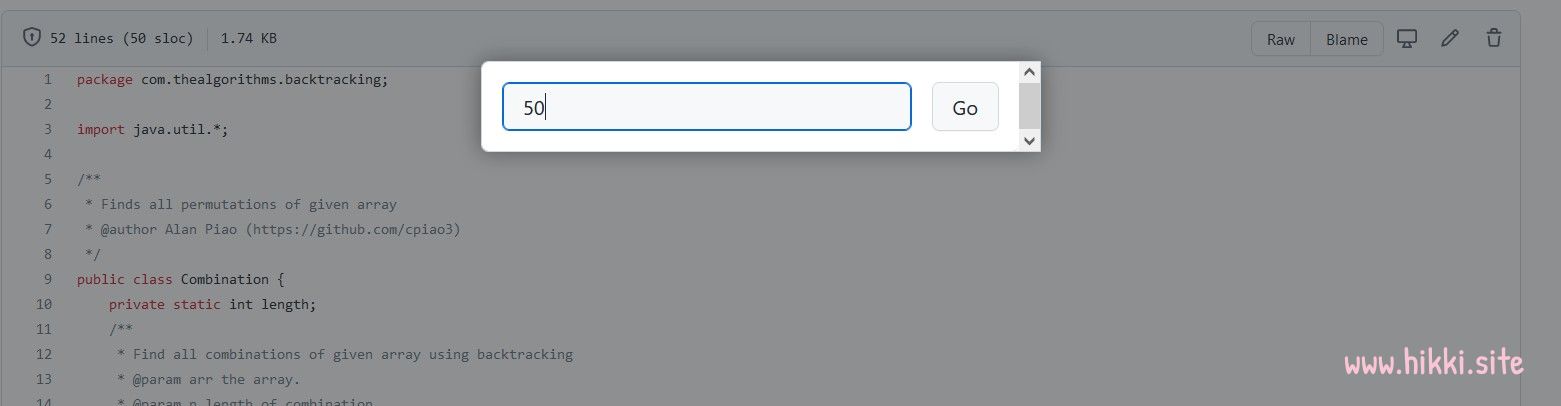 52 lines (50 sloc) 1.74 KB Raw Blame
50 Go
1 package com.thealgorithms.backtracking;
2
3 import java.util.*;
4
5 /**
6 * Finds all permutations of given array
7 * @author Alan Piao (https://github.com/cpiao3)
8 */
9 public class Combination {
10 private static int length;
11 /**
12 * Find all combinations of given array using backtracking
13 * @param arr the array.
14 * @param n length of combination
www.hikki.site